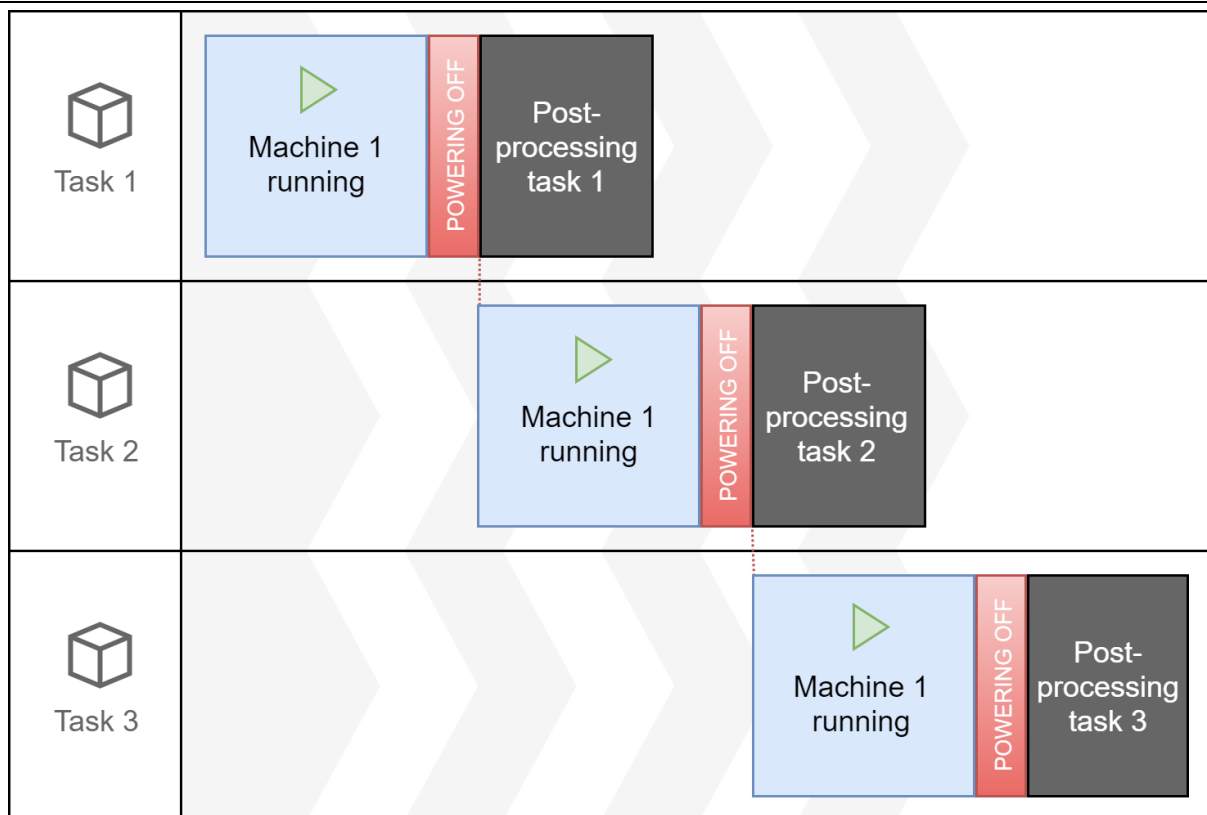 Task 1
Machine 1
running
POWERING OFF
Post-
processing
task 1
Task 2
Machine 1
running
POWERING OFF
Post-
processing
task 2
Task 3
Machine 1
running
POWERING OFF
Post-
processing
task 3